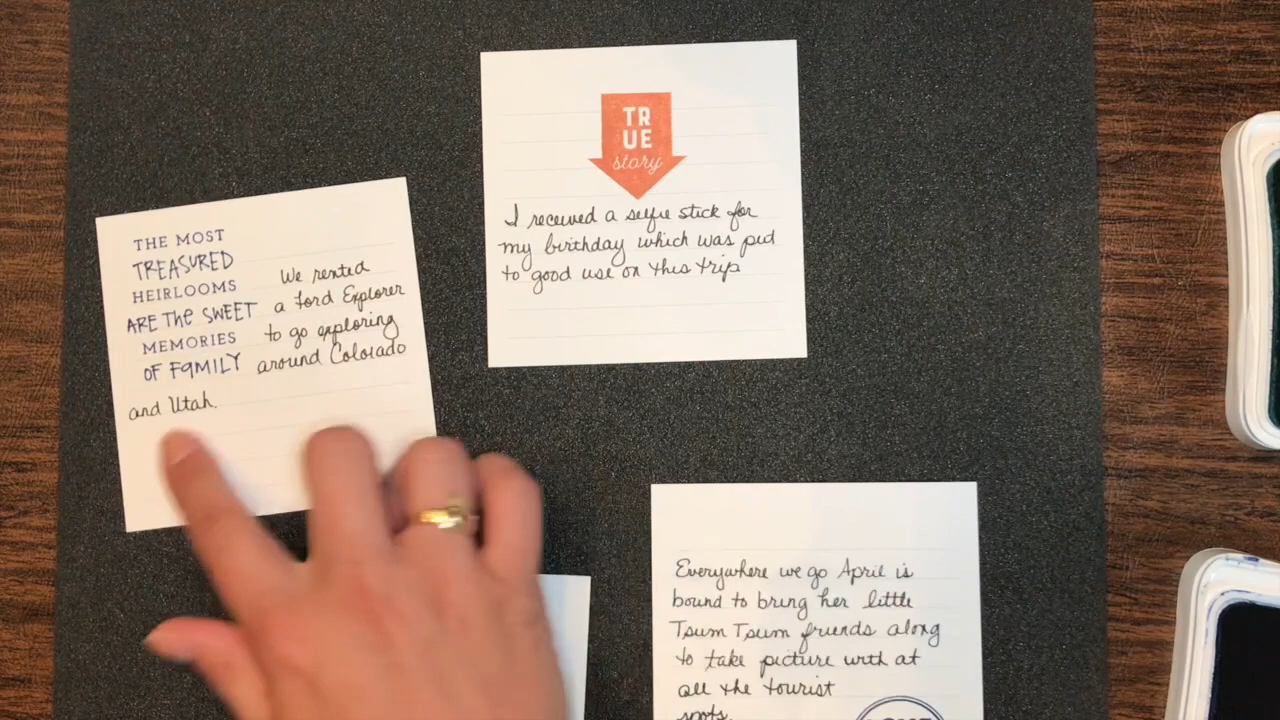 TR
UE
story
I received a selfie stick for
my birthday which was put
to good use on this trip
THE MOST
TREASURED
HEIRLOOMS
ARE THE SWEET
MEMORIES
OF FAMILY
We rented
a Ford Explorer
to go exploring
around Colorado
and Utah.
Everywhere we go April is
bound to bring her little
Tsum Tsum friends along
to take picture with at
all the tourist
spots.